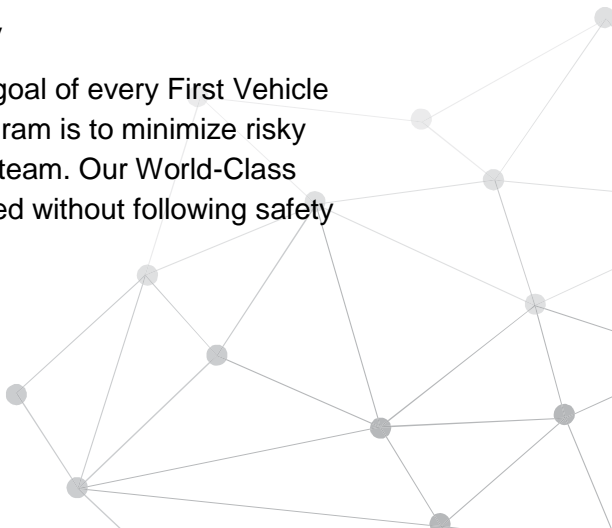 goal of every First Vehicle
ram is to minimize risky
team. Our World-Class
ed without following safety